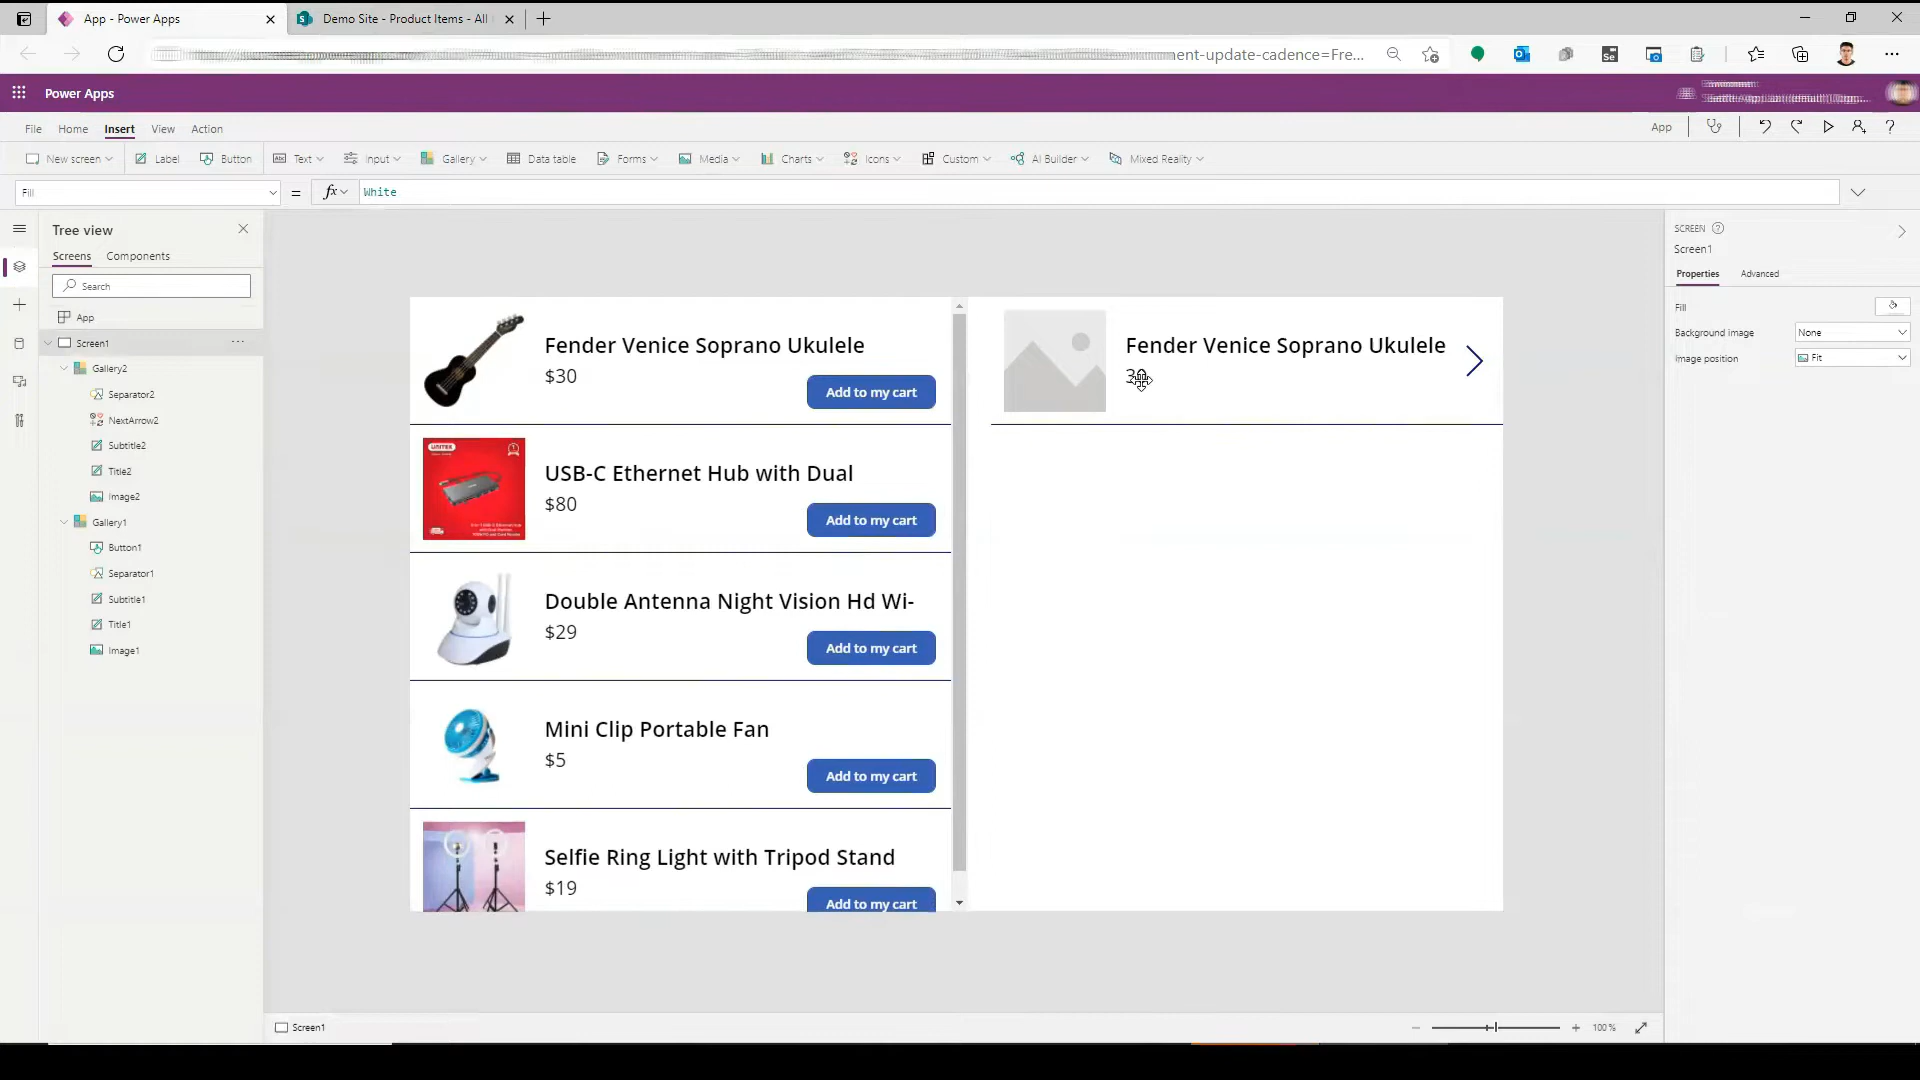 App - Power Apps
Demo Site - Product Items - All
nent-update-cadence=Fre...
Power Apps
File Home Insert View Action
App
New screen Label Button Text Input Gallery Data table Forms Media Charts Icons Custom AI Builder Mixed Reality
Fill = fx White
Tree view
Screens Components
Search
App
Screen1
Gallery2
Separator2
NextArrow2
Subtitle2
Title2
Image2
Gallery1
Button1
Separator1
Subtitle1
Title1
Image1
Fender Venice Soprano Ukulele
$30
Add to my cart
UNITEK
USB-C Ethernet Hub with Dual
$80
Add to my cart
Double Antenna Night Vision Hd Wi-
$29
Add to my cart
Mini Clip Portable Fan
$5
Add to my cart
Selfie Ring Light with Tripod Stand
$19
Add to my cart
Fender Venice Soprano Ukulele
30
SCREEN
Screen1
Properties Advanced
Fill
Background image None
Image position Fit
Screen1
100 %